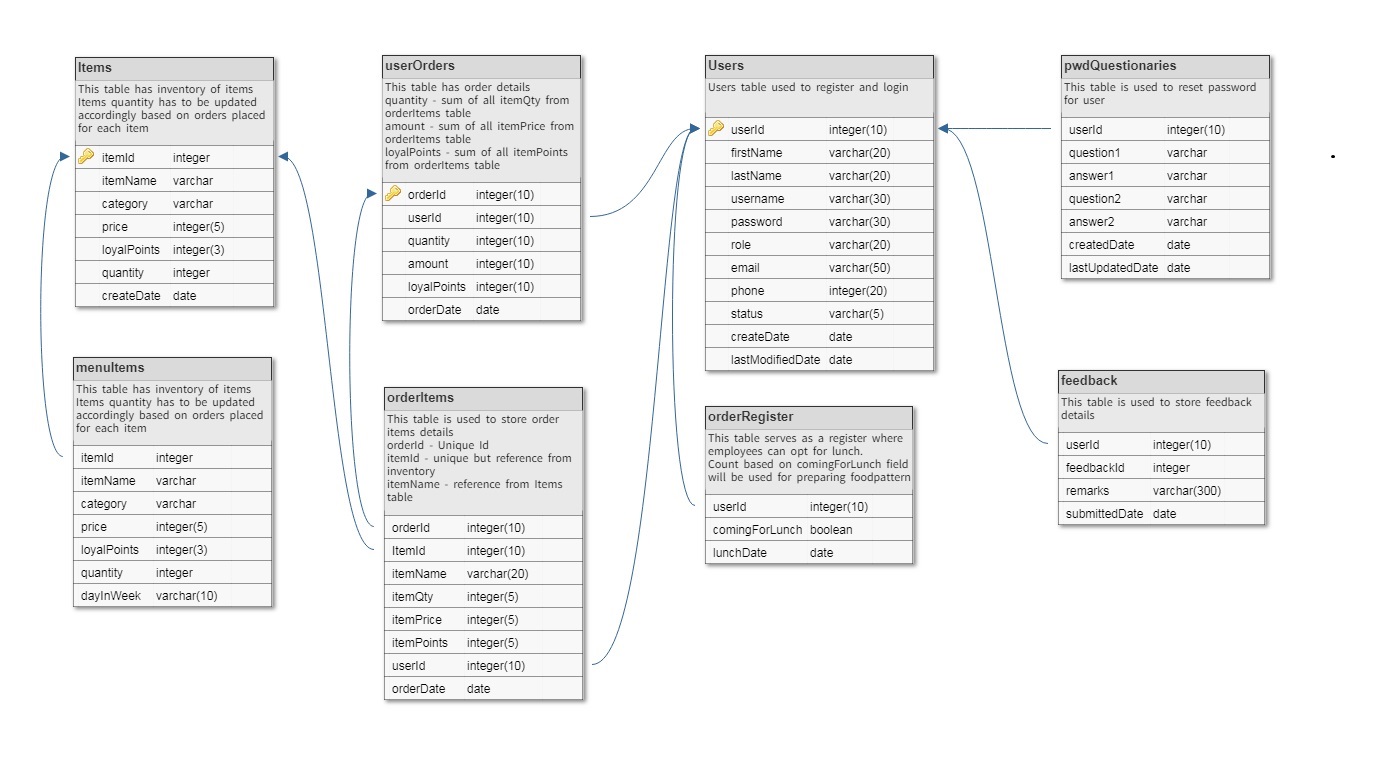 Items
This table has inventory of items
Items quantity has to be updated
accordingly based on orders placed
for each item
itemId integer
itemName varchar
category varchar
price integer(5)
loyalPoints integer(3)
quantity integer
createDate date
menuItems
This table has inventory of items
Items quantity has to be updated
accordingly based on orders placed
for each item
itemId integer
itemName varchar
category varchar
price integer(5)
loyalPoints integer(3)
quantity integer
dayInWeek varchar(10)
userOrders
This table has order details
quantity - sum of all itemQty from
orderItems table
amount - sum of all itemPrice from
orderItems table
loyalPoints - sum of all itemPoints
from orderItems table
orderId integer(10)
userId integer(10)
quantity integer(10)
amount integer(10)
loyalPoints integer(10)
orderDate date
orderItems
This table is used to store order
items details
orderId - Unique Id
itemId - unique but reference from
inventory
itemName - reference from Items
table
orderId integer(10)
ItemId integer(10)
itemName varchar(20)
itemQty integer(5)
itemPrice integer(5)
itemPoints integer(5)
userId integer(10)
orderDate date
Users
Users table used to register and login
userId integer(10)
firstName varchar(20)
lastName varchar(20)
username varchar(30)
password varchar(30)
role varchar(20)
email varchar(50)
phone integer(20)
status varchar(5)
createDate date
lastModifiedDate date
orderRegister
This table serves as a register where
employees can opt for lunch.
Count based on comingForLunch field
will be used for preparing foodpattern
userId integer(10)
comingForLunch boolean
lunchDate date
pwdQuestionaries
This table is used to reset password
for user
userId integer(10)
question1 varchar
answer1 varchar
question2 varchar
answer2 varchar
createdDate date
lastUpdatedDate date
feedback
This table is used to store feedback
details
userId integer(10)
feedbackId integer
remarks varchar(300)
submittedDate date